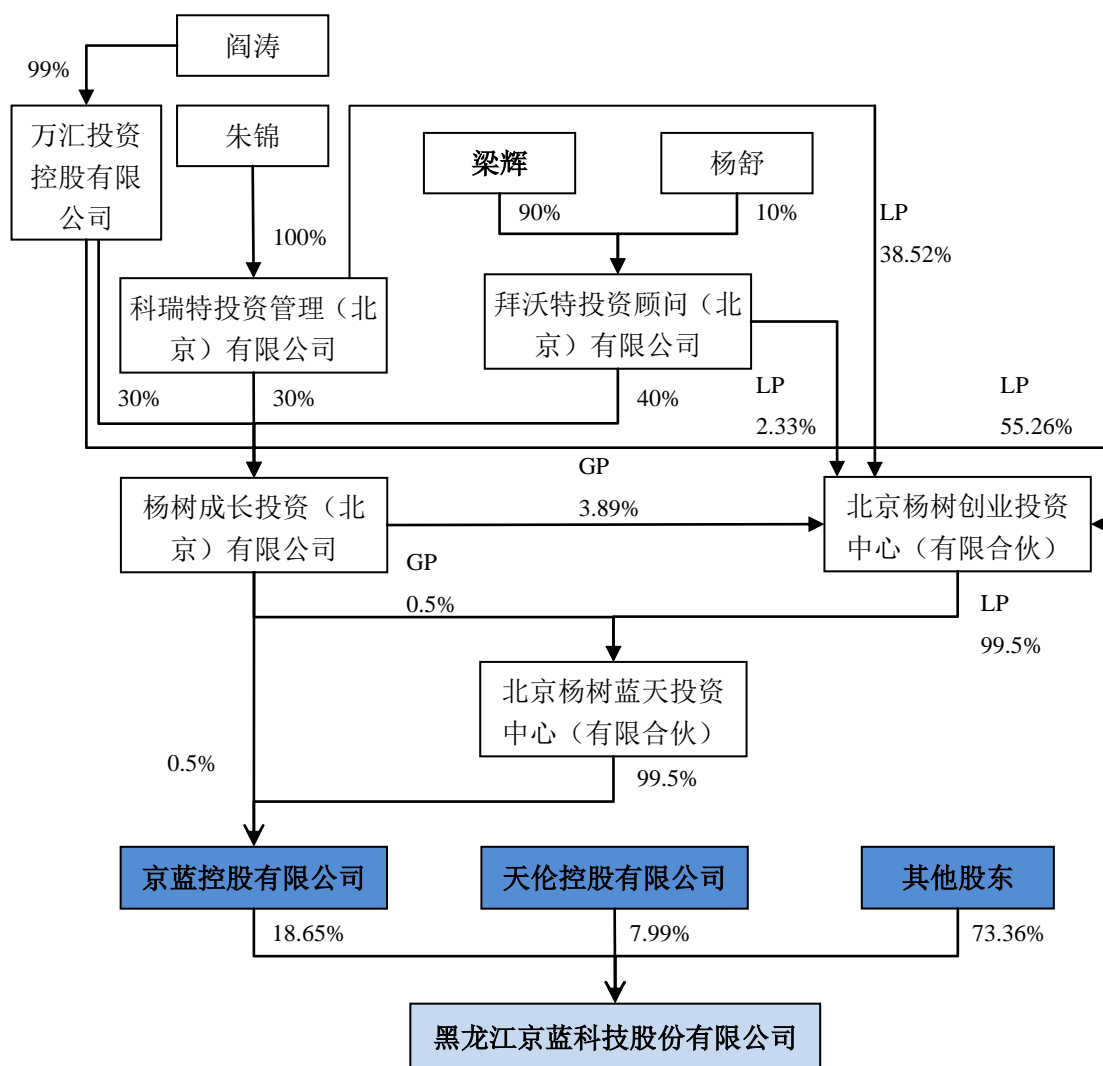 阎涛
99%
万汇投资
控股有限
公司
朱锦
梁辉
杨舒
90%
10%
LP
38.52%
100%
科瑞特投资管理（北
京）有限公司
拜沃特投资顾问（北
京）有限公司
30%
30%
40%
LP
2.33%
LP
55.26%
杨树成长投资（北
京）有限公司
GP
3.89%
北京杨树创业投资
中心（有限合伙）
GP
0.5%
LP
99.5%
北京杨树蓝天投资
中心（有限合伙）
0.5%
99.5%
京蓝控股有限公司
天伦控股有限公司
其他股东
18.65%
7.99%
73.36%
黑龙江京蓝科技股份有限公司